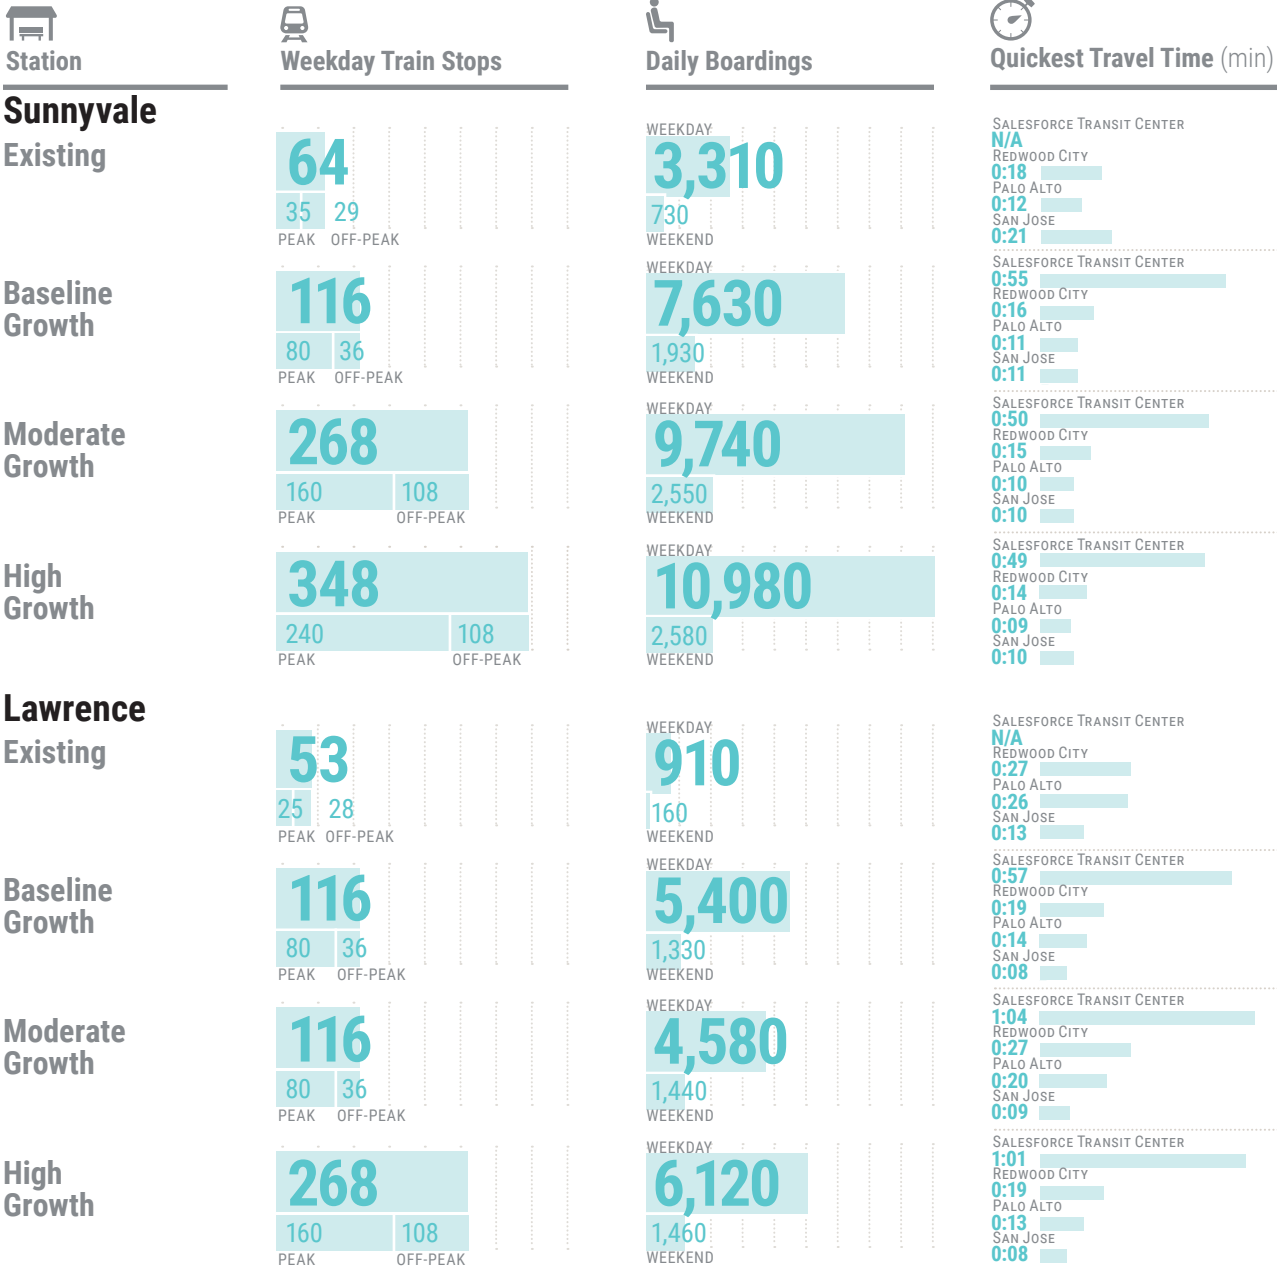 Station
Weekday Train Stops
Daily Boardings
Quickest Travel Time (min)
Sunnyvale
Existing
64
35 29
PEAK OFF-PEAK
WEEKDAY
3,310
730
WEEKEND
SALESFORCE TRANSIT CENTER
N/A
REDWOOD CITY
0:18
PALO ALTO
0:12
SAN JOSE
0:21
Baseline
Growth
116
80 36
PEAK OFF-PEAK
WEEKDAY
7,630
1,930
WEEKEND
SALESFORCE TRANSIT CENTER
0:55
REDWOOD CITY
0:16
PALO ALTO
0:11
SAN JOSE
0:11
Moderate
Growth
268
160 108
PEAK OFF-PEAK
WEEKDAY
9,740
2,550
WEEKEND
SALESFORCE TRANSIT CENTER
0:50
REDWOOD CITY
0:15
PALO ALTO
0:10
SAN JOSE
0:10
High
Growth
348
240 108
PEAK OFF-PEAK
WEEKDAY
10,980
2,580
WEEKEND
SALESFORCE TRANSIT CENTER
0:49
REDWOOD CITY
0:14
PALO ALTO
0:09
SAN JOSE
0:10
Lawrence
Existing
53
25 28
PEAK OFF-PEAK
WEEKDAY
910
160
WEEKEND
SALESFORCE TRANSIT CENTER
N/A
REDWOOD CITY
0:27
PALO ALTO
0:26
SAN JOSE
0:13
Baseline
Growth
116
80 36
PEAK OFF-PEAK
WEEKDAY
5,400
1,330
WEEKEND
SALESFORCE TRANSIT CENTER
0:57
REDWOOD CITY
0:19
PALO ALTO
0:14
SAN JOSE
0:08
Moderate
Growth
116
80 36
PEAK OFF-PEAK
WEEKDAY
4,580
1,440
WEEKEND
SALESFORCE TRANSIT CENTER
1:04
REDWOOD CITY
0:27
PALO ALTO
0:20
SAN JOSE
0:09
High
Growth
268
160 108
PEAK OFF-PEAK
WEEKDAY
6,120
1,460
WEEKEND
SALESFORCE TRANSIT CENTER
1:01
REDWOOD CITY
0:19
PALO ALTO
0:13
SAN JOSE
0:08